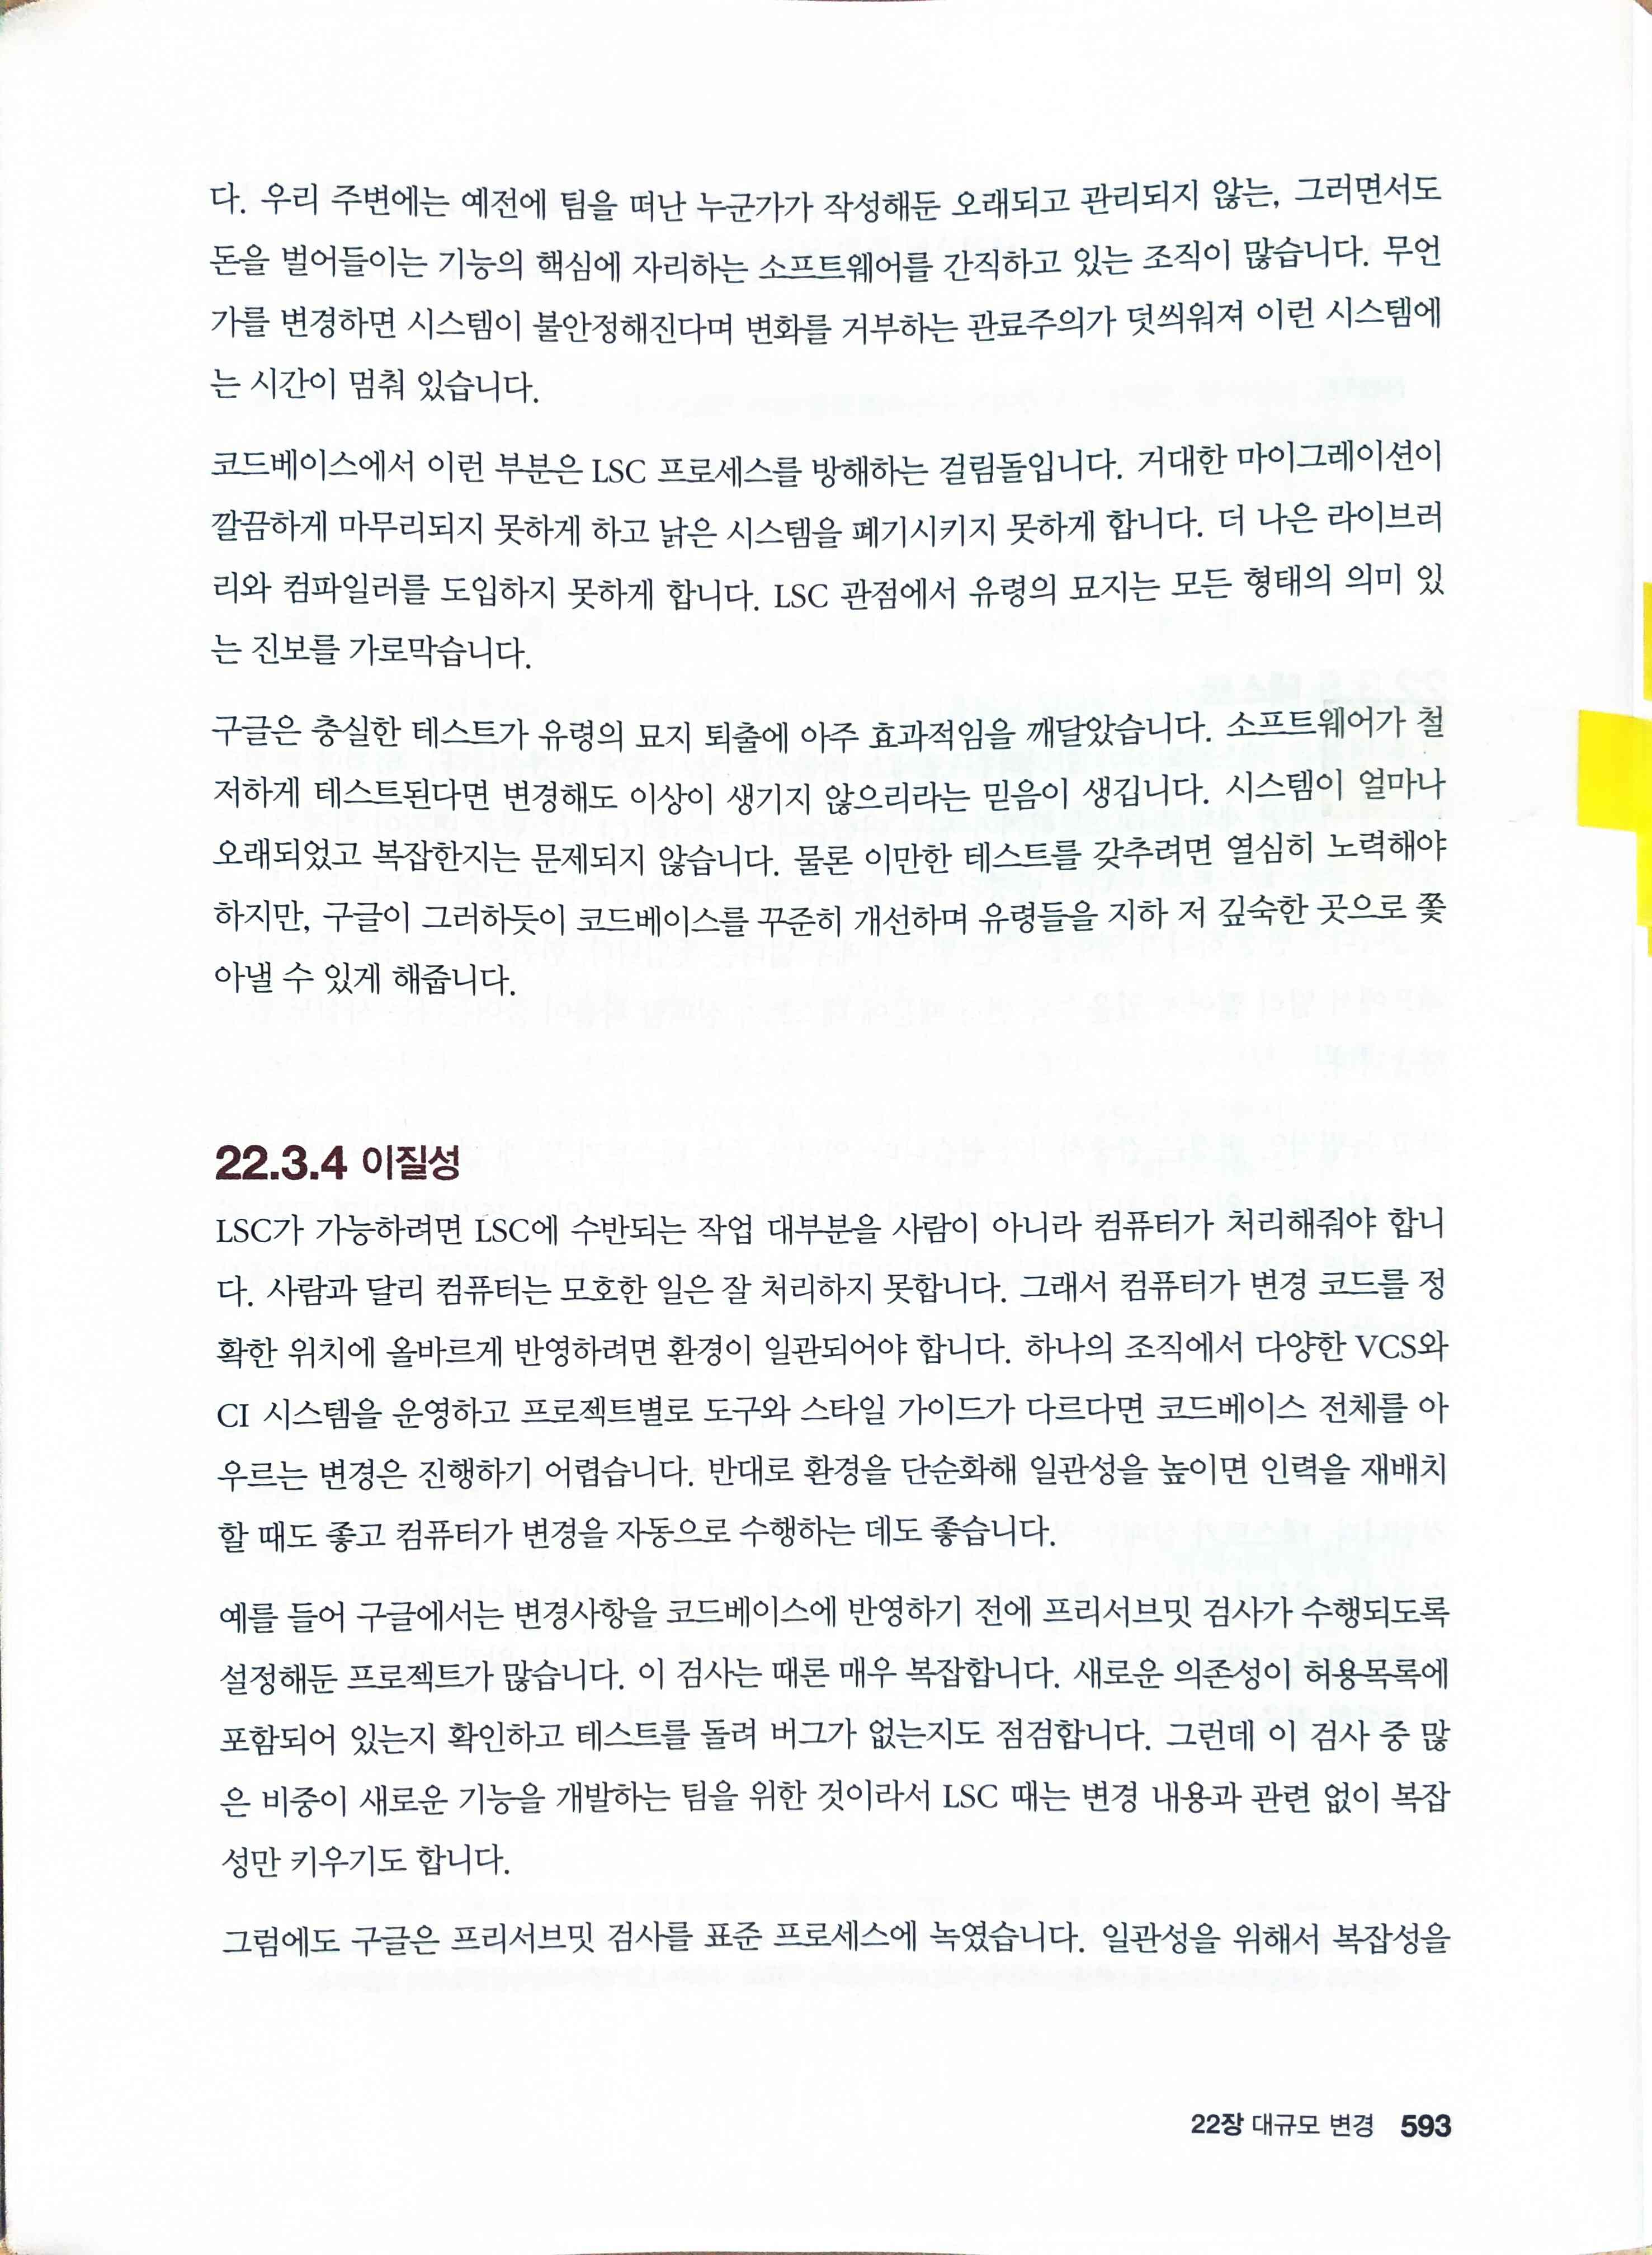 다. 우리 주변에는 예전에 팀을 떠난 누군가가 작성해둔 오래되고 관리되지 않는, 그러면서도
돈을 벌어들이는 기능의 핵심에 자리하는 소프트웨어를 간직하고 있는 조직이 많습니다. 무언
가를 변경하면 시스템이 불안정해진다며 변화를 거부하는 관료주의가 덧씌워져 이런 시스템에
는 시간이 멈춰 있습니다.
코드베이스에서 이런 부분은 LSC 프로세스를 방해하는 걸림돌입니다. 거대한 마이그레이션이
깔끔하게 마무리되지 못하게 하고 낡은 시스템을 폐기시키지 못하게 합니다. 더 나은 라이브러
리와 컴파일러를 도입하지 못하게 합니다. LSC 관점에서 유령의 묘지는 모든 형태의 의미 있
는 진보를 가로막습니다.
구글은 충실한 테스트가 유령의 묘지 퇴출에 아주 효과적임을 깨달았습니다. 소프트웨어가 철
저하게 테스트된다면 변경해도 이상이 생기지 않으리라는 믿음이 생깁니다. 시스템이 얼마나
오래되었고 복잡한지는 문제되지 않습니다. 물론 이만한 테스트를 갖추려면 열심히 노력해야
하지만, 구글이 그러하듯이 코드베이스를 꾸준히 개선하며 유령들을 지하 저 깊숙한 곳으로 쫓
아낼 수 있게 해줍니다.
22.3.4 이질성
LSC가 가능하려면 LSC에 수반되는 작업 대부분을 사람이 아니라 컴퓨터가 처리해줘야 합니
다. 사람과 달리 컴퓨터는 모호한 일은 잘 처리하지 못합니다. 그래서 컴퓨터가 변경 코드를 정
확한 위치에 올바르게 반영하려면 환경이 일관되어야 합니다. 하나의 조직에서 다양한 VCS와
CI 시스템을 운영하고 프로젝트별로 도구와 스타일 가이드가 다르다면 코드베이스 전체를 아
우르는 변경은 진행하기 어렵습니다. 반대로 환경을 단순화해 일관성을 높이면 인력을 재배치
할 때도 좋고 컴퓨터가 변경을 자동으로 수행하는 데도 좋습니다.
예를 들어 구글에서는 변경사항을 코드베이스에 반영하기 전에 프리서브밋 검사가 수행되도록
설정해둔 프로젝트가 많습니다. 이 검사는 때론 매우 복잡합니다. 새로운 의존성이 허용목록에
포함되어 있는지 확인하고 테스트를 돌려 버그가 없는지도 점검합니다. 그런데 이 검사 중 많
은 비중이 새로운 기능을 개발하는 팀을 위한 것이라서 LSC 때는 변경 내용과 관련 없이 복잡
성만 키우기도 합니다.
그럼에도 구글은 프리서브밋 검사를 표준 프로세스에 녹였습니다. 일관성을 위해서 복잡성을
22장 대규모 변경 593